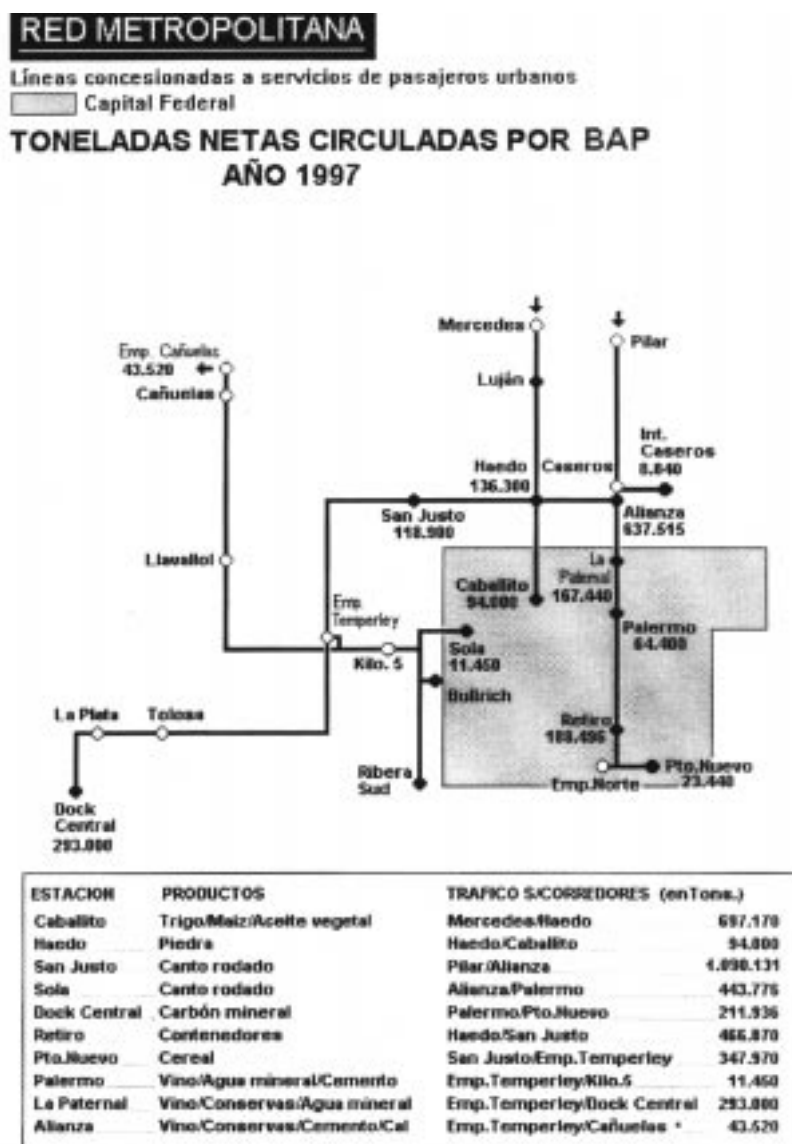 RED METROPOLITANA
Líneas concesionadas a servicios de pasajeros urbanos
Capital Federal
TONELADAS NETAS CIRCULADAS POR BAP
AÑO 1997
Mercedes
Pilar
Emp. Cañuelas
43.520
Luján
Cañuelas
Int.
Caseros
8.840
Haedo
136.300
Caseros
San Justo
118.900
Alianza
637.515
Llavallol
La
Paternal
167.440
Caballito
94.000
Emp.
Temperley
Palermo
64.400
Kilo. 5
Sola
11.450
Bullrich
La Plata
Tolosa
Retiro
188.496
Ribera
Sud
Emp.Norte
Pto.Nuevo
23.440
Dock
Central
293.000
ESTACION PRODUCTOS TRAFICO S/CORREDORES (enTons.)
Caballito Trigo/Maiz/Aceite vegetal Mercedes/Haedo 697.170
Haedo Piedra Haedo/Caballito 94.000
San Justo Canto rodado Pilar/Alianza 1.090.131
Sola Canto rodado Alianza/Palermo 443.776
Dock Central Carbón mineral Palermo/Pto.Nuevo 211.936
Retiro Contenedores Haedo/San Justo 466.870
Pto.Nuevo Cereal San Justo/Emp.Temperley 347.970
Palermo Vino/Agua mineral/Cemento Emp.Temperley/Kilo.5 11.450
La Paternal Vino/Conservas/Agua mineral Emp.Temperley/Dock Central 293.000
Alianza Vino/Conservas/Cemento/Cal Emp.Temperley/Cañuelas * 43.520